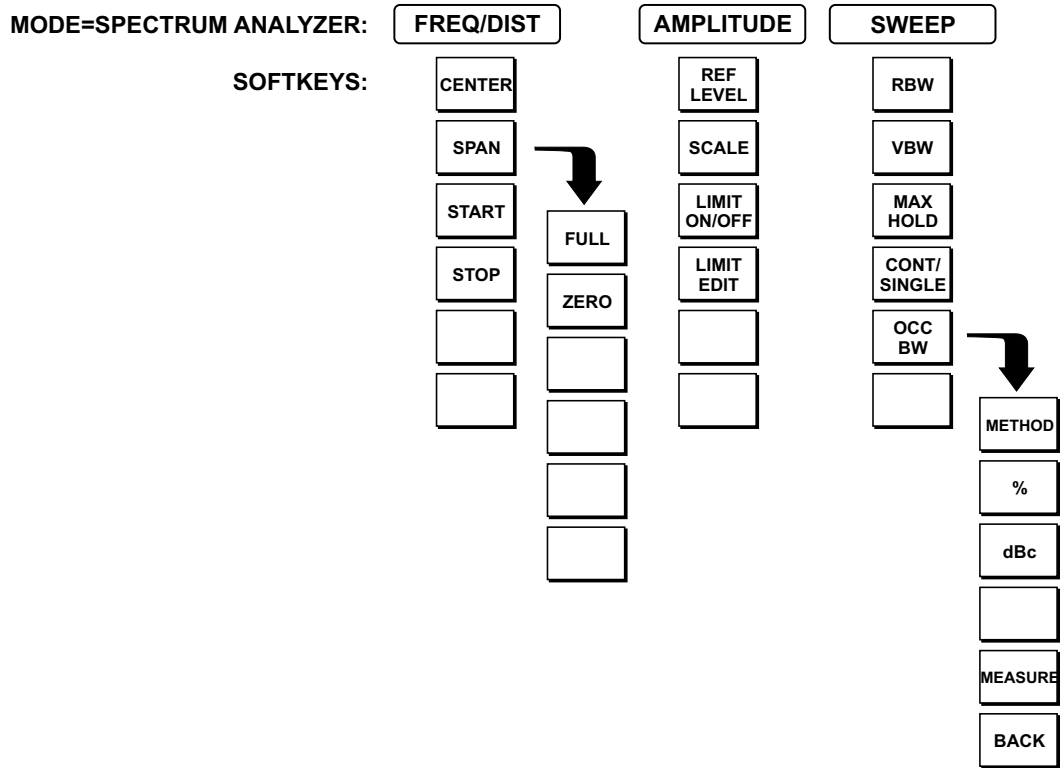 MODE=SPECTRUM ANALYZER:
FREQ/DIST
AMPLITUDE
SWEEP
SOFTKEYS:
CENTER
SPAN
START
STOP
FULL
ZERO
REF
LEVEL
SCALE
LIMIT
ON/OFF
LIMIT
EDIT
RBW
VBW
MAX
HOLD
CONT/
SINGLE
OCC
BW
METHOD
%
dBc
MEASURE
BACK